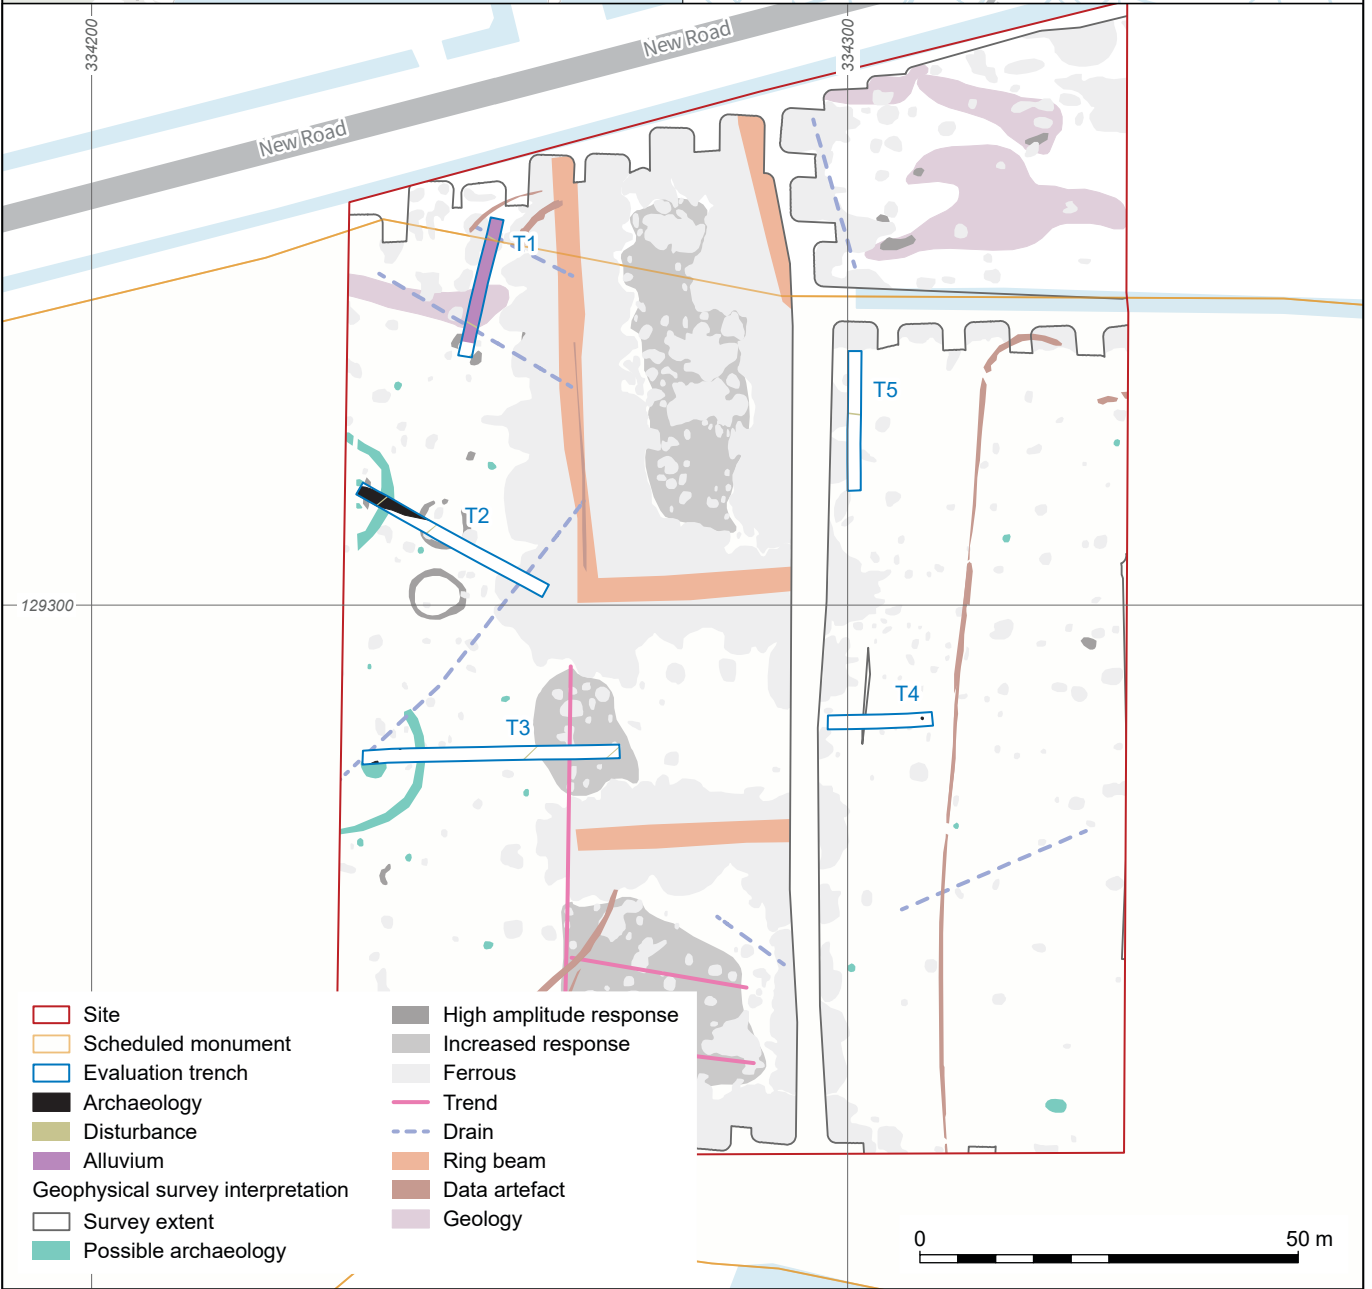 334200
334300
New Road
New Road
T1
T5
T2
129300
T4
T3
Site
Scheduled monument
Evaluation trench
Archaeology
Disturbance
Alluvium
Geophysical survey interpretation
Survey extent
Possible archaeology
High amplitude response
Increased response
Ferrous
Trend
Drain
Ring beam
Data artefact
Geology
0 50 m